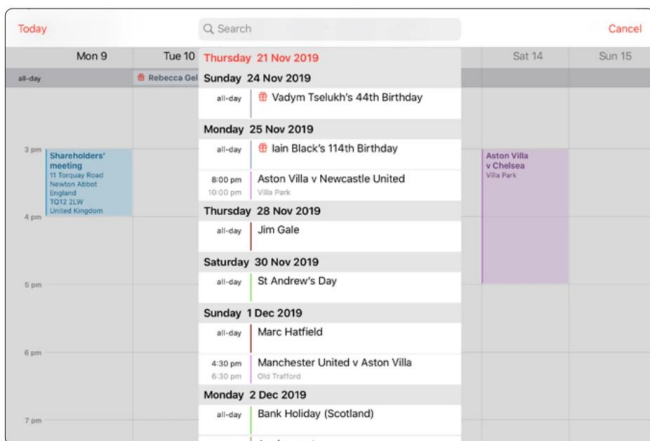 Today
Search
Cancel
Mon 9
Tue 10
Sat 14
Sun 15
all-day
Rebecca Gel
3 pm
4 pm
5 pm
6 pm
7 pm
Shareholders'
meeting
11 Torquay Road
Newton Abbot
England
TQ12 2LW
United Kingdom
Thursday 21 Nov 2019
Sunday 24 Nov 2019
all-day Vadym Tselukh's 44th Birthday
Monday 25 Nov 2019
all-day Iain Black's 114th Birthday
8:00 pm Aston Villa v Newcastle United
10:00 pm Villa Park
Thursday 28 Nov 2019
all-day Jim Gale
Saturday 30 Nov 2019
all-day St Andrew's Day
Sunday 1 Dec 2019
all-day Marc Hatfield
4:30 pm Manchester United v Aston Villa
6:30 pm Old Trafford
Monday 2 Dec 2019
all-day Bank Holiday (Scotland)
Aston Villa
v Chelsea
Villa Park